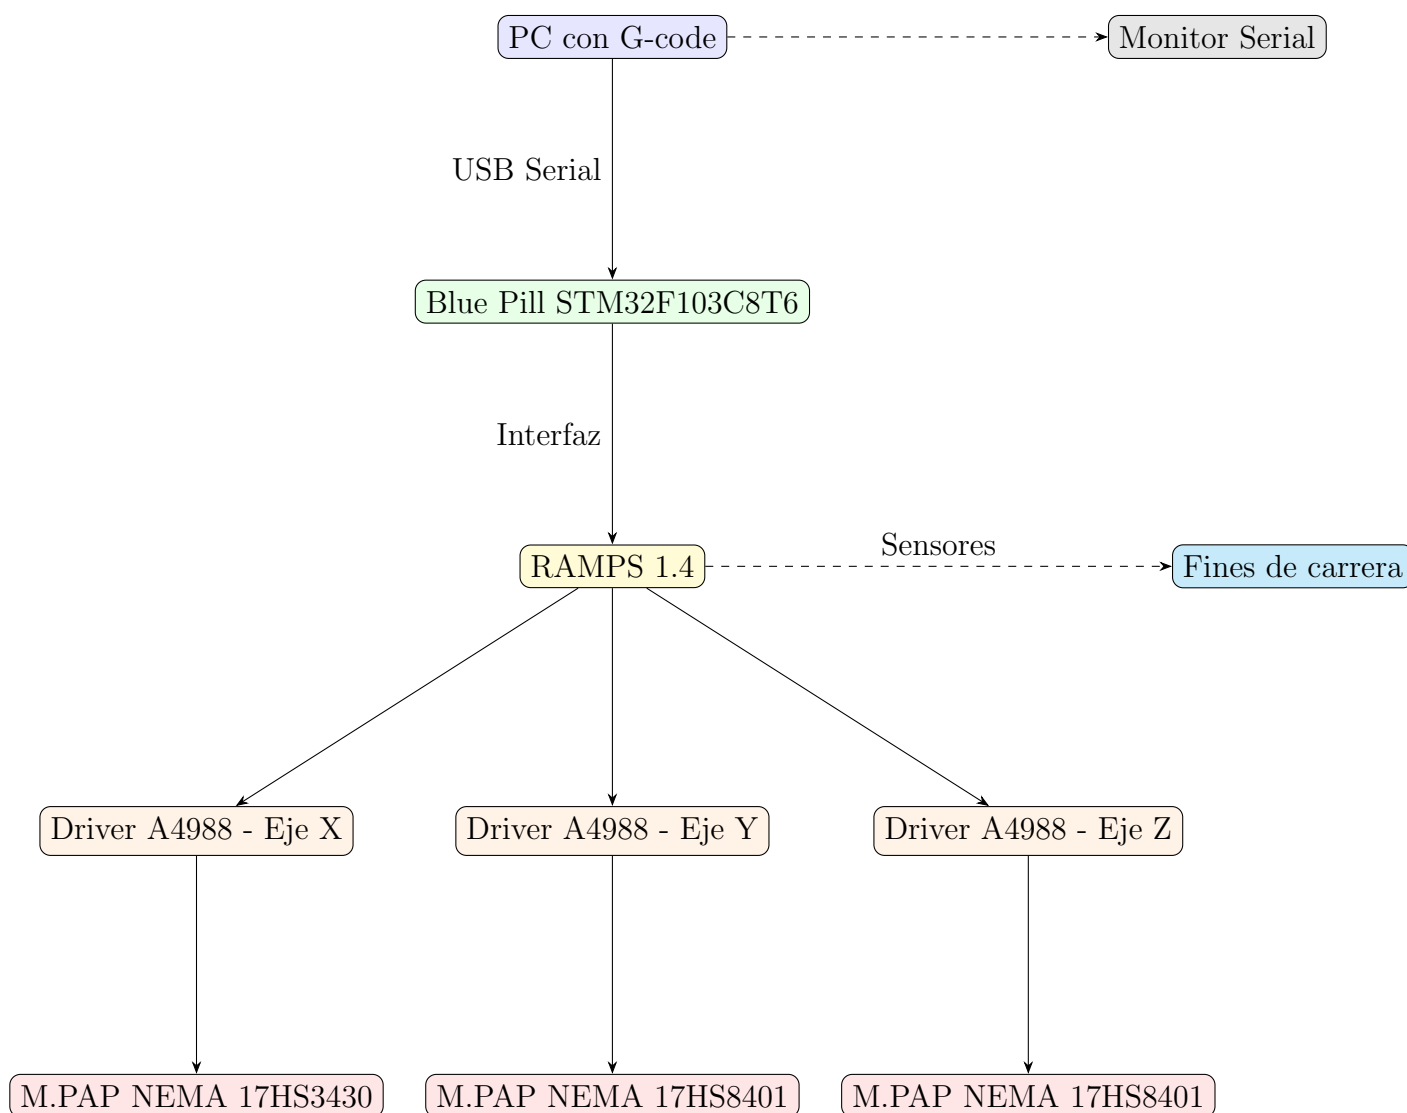 PC con G-code
Monitor Serial
USB Serial
Blue Pill STM32F103C8T6
Interfaz
RAMPS 1.4
Sensores
Fines de carrera
Driver A4988 - Eje X
Driver A4988 - Eje Y
Driver A4988 - Eje Z
M.PAP NEMA 17HS3430
M.PAP NEMA 17HS8401
M.PAP NEMA 17HS8401